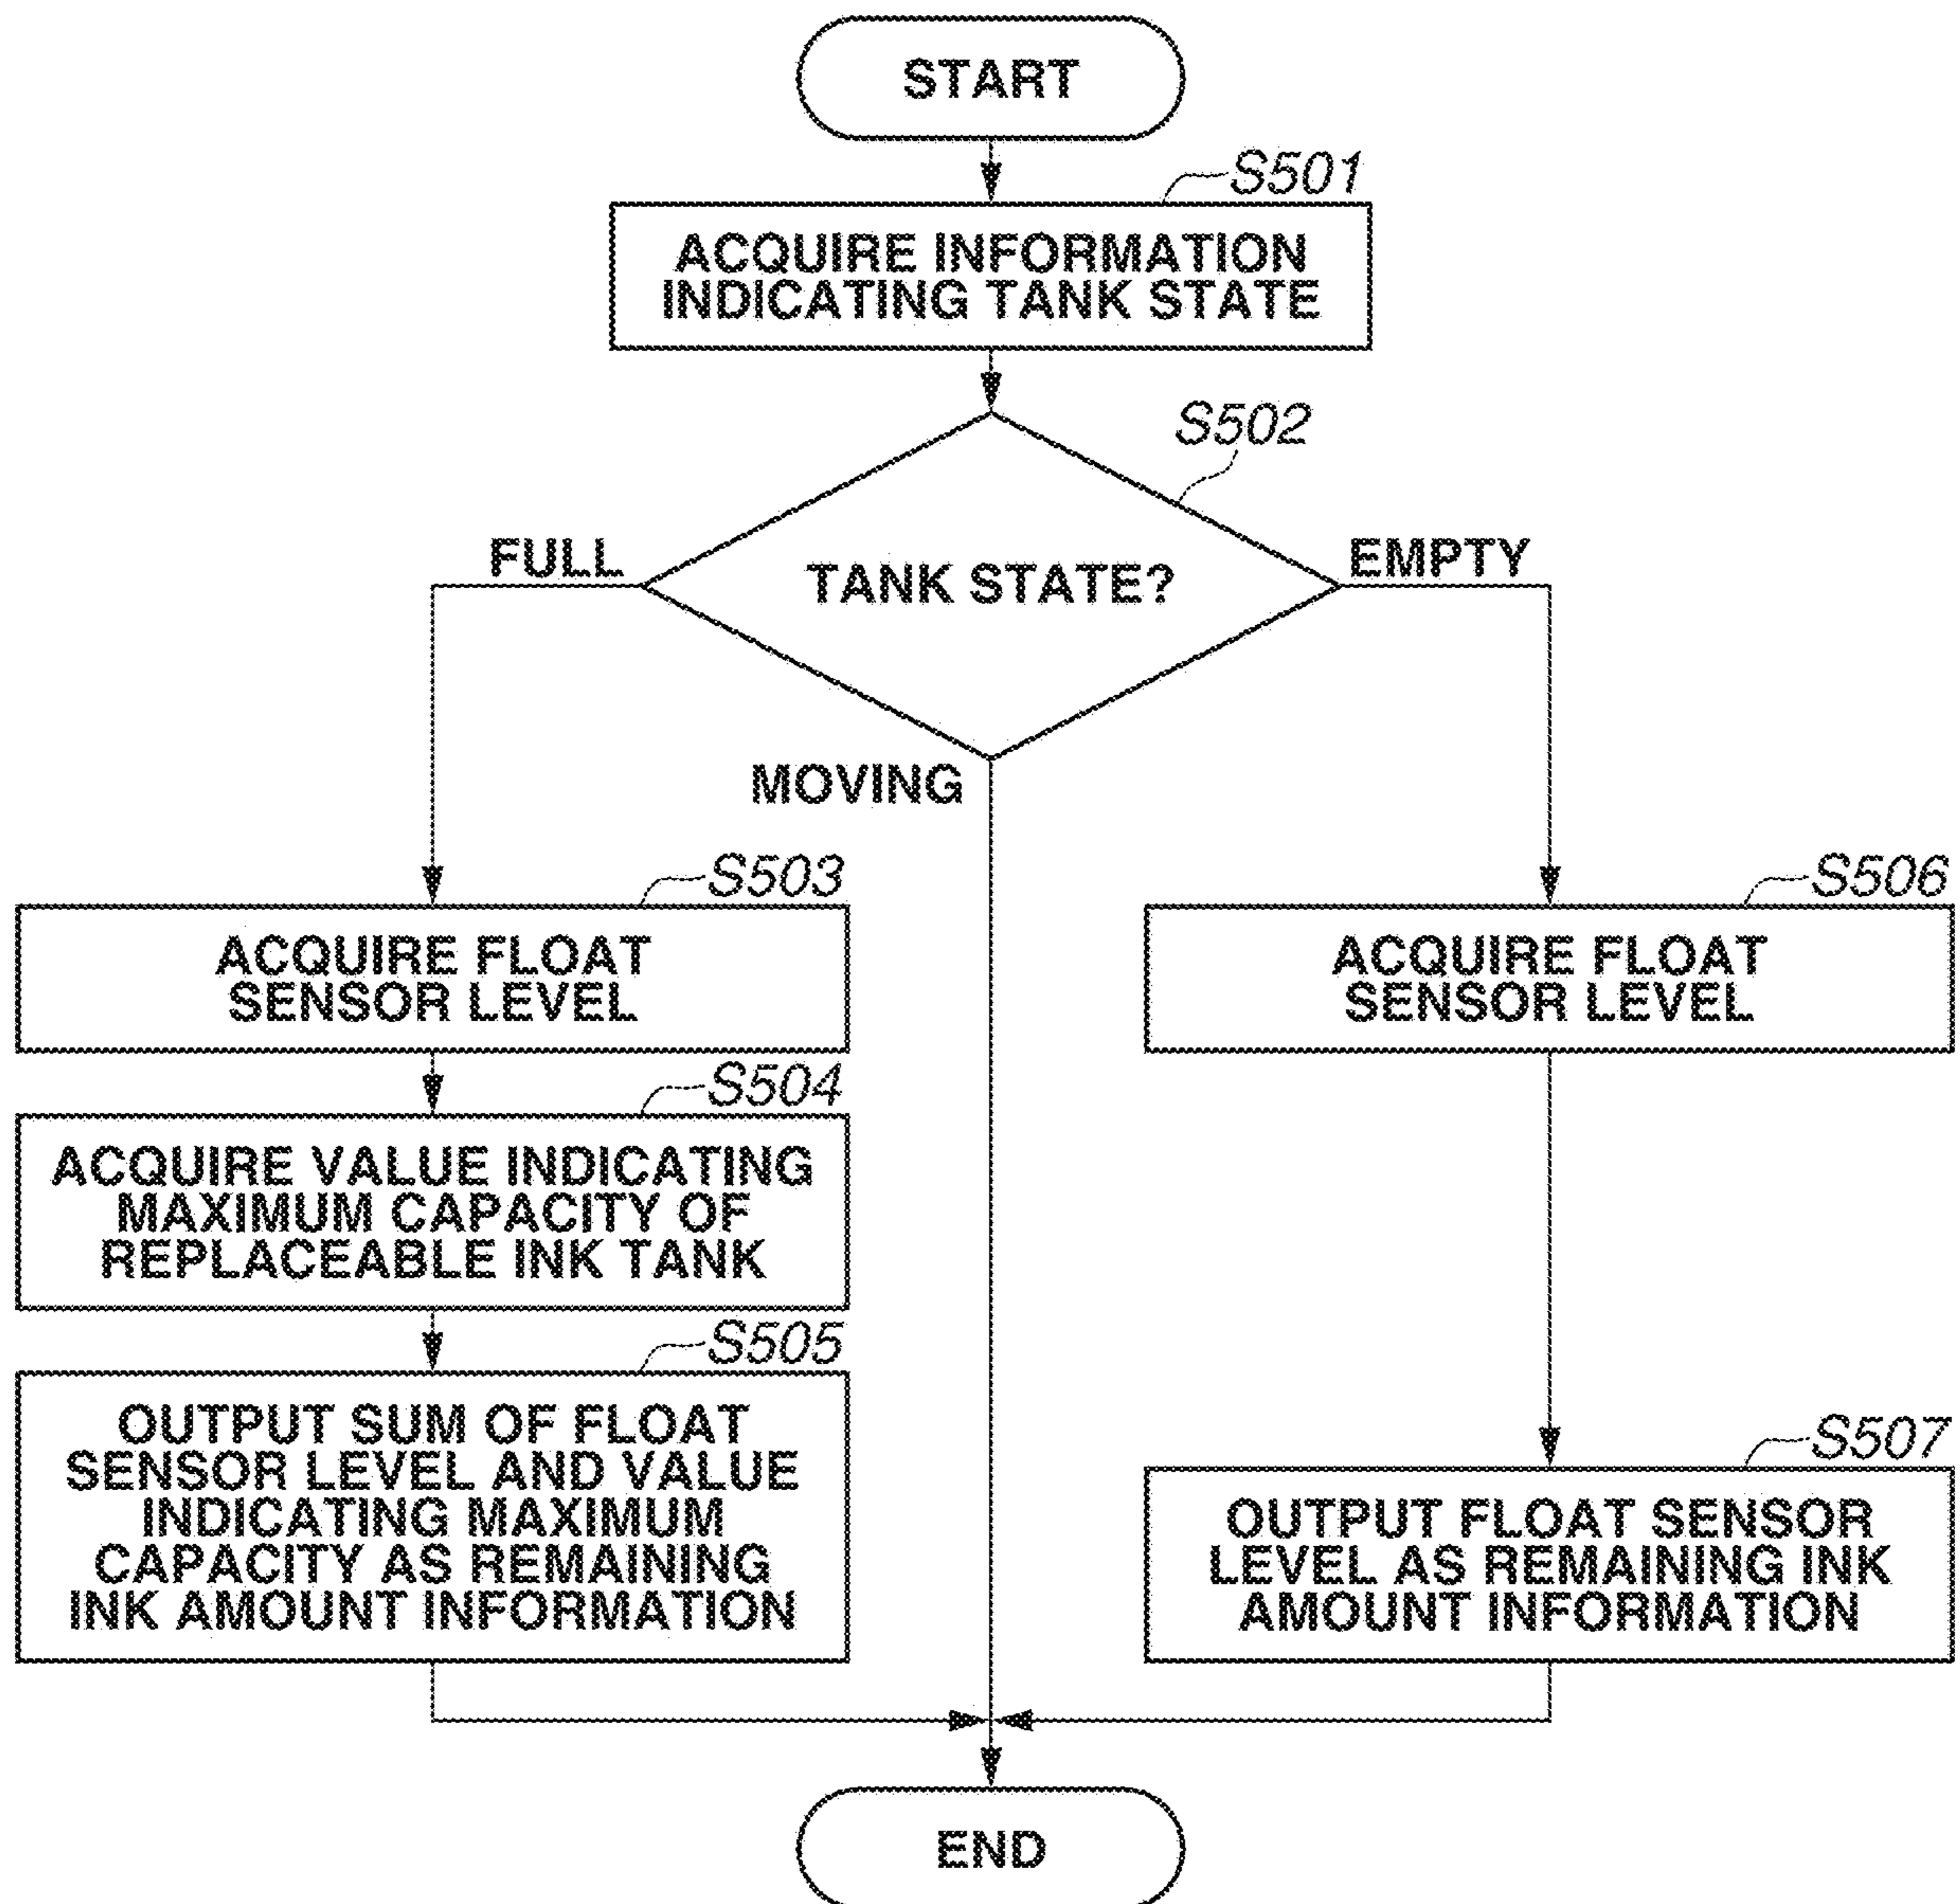 START
S501
ACQUIRE INFORMATION
INDICATING TANK STATE
S502
FULL
TANK STATE?
EMPTY
MOVING
S503
ACQUIRE FLOAT
SENSOR LEVEL
S504
ACQUIRE VALUE INDICATING
MAXIMUM CAPACITY OF
REPLACEABLE INK TANK
S505
OUTPUT SUM OF FLOAT
SENSOR LEVEL AND VALUE
INDICATING MAXIMUM
CAPACITY AS REMAINING
INK AMOUNT INFORMATION
S506
ACQUIRE FLOAT
SENSOR LEVEL
S507
OUTPUT FLOAT SENSOR
LEVEL AS REMAINING INK
AMOUNT INFORMATION
END